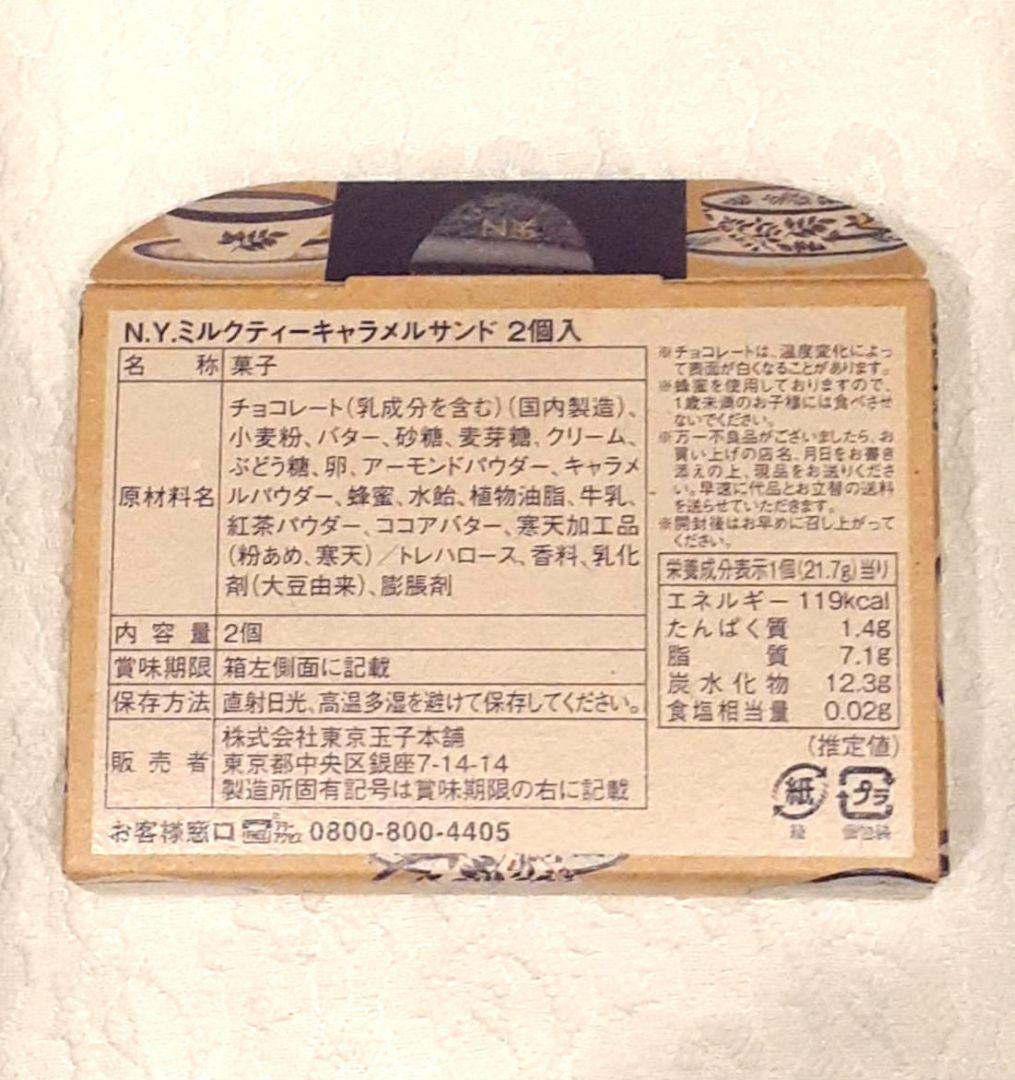 N.Y.
N.Y.ミルクティーキャラメルサンド 2個入
名称 菓子
原材料名
チョコレート(乳成分を含む)(国内製造)、
小麦粉、バター、砂糖、麦芽糖、クリーム、
ぶどう糖、卵、アーモンドパウダー、キャラメ
ルパウダー、蜂蜜、水飴、植物油脂、牛乳、
紅茶パウダー、ココアバター、寒天加工品
(粉あめ、寒天)/トレハロース、香料、乳化
剤(大豆由来)、膨脹剤
内容量 2個
賞味期限 箱左側面に記載
保存方法 直射日光、高温多湿を避けて保存してください。
販売者
株式会社東京玉子本舗
東京都中央区銀座7-14-14
製造所固有記号は賞味期限の右に記載
お客様窓口 0800-800-4405
※チョコレートは、温度変化によっ
て表面が白くなることがあります。
※蜂蜜を使用しておりますので、
1歳未満のお子様には食べさせ
ないでください。
※万一不良品がございましたら、お
買い上げの店名、月日をお書き
添えの上、現品をお送りくださ
い。早速に代品とお立替の送料
を送らせていただきます。
※開封後はお早めに召し上がって
ください。
栄養成分表示1個(21.7g)当り
エネルギー 119kcal
たんぱく質 1.4g
脂質 7.1g
炭水化物 12.3g
食塩相当量 0.02g
(推定値)
紙 プラ
箱 個包装